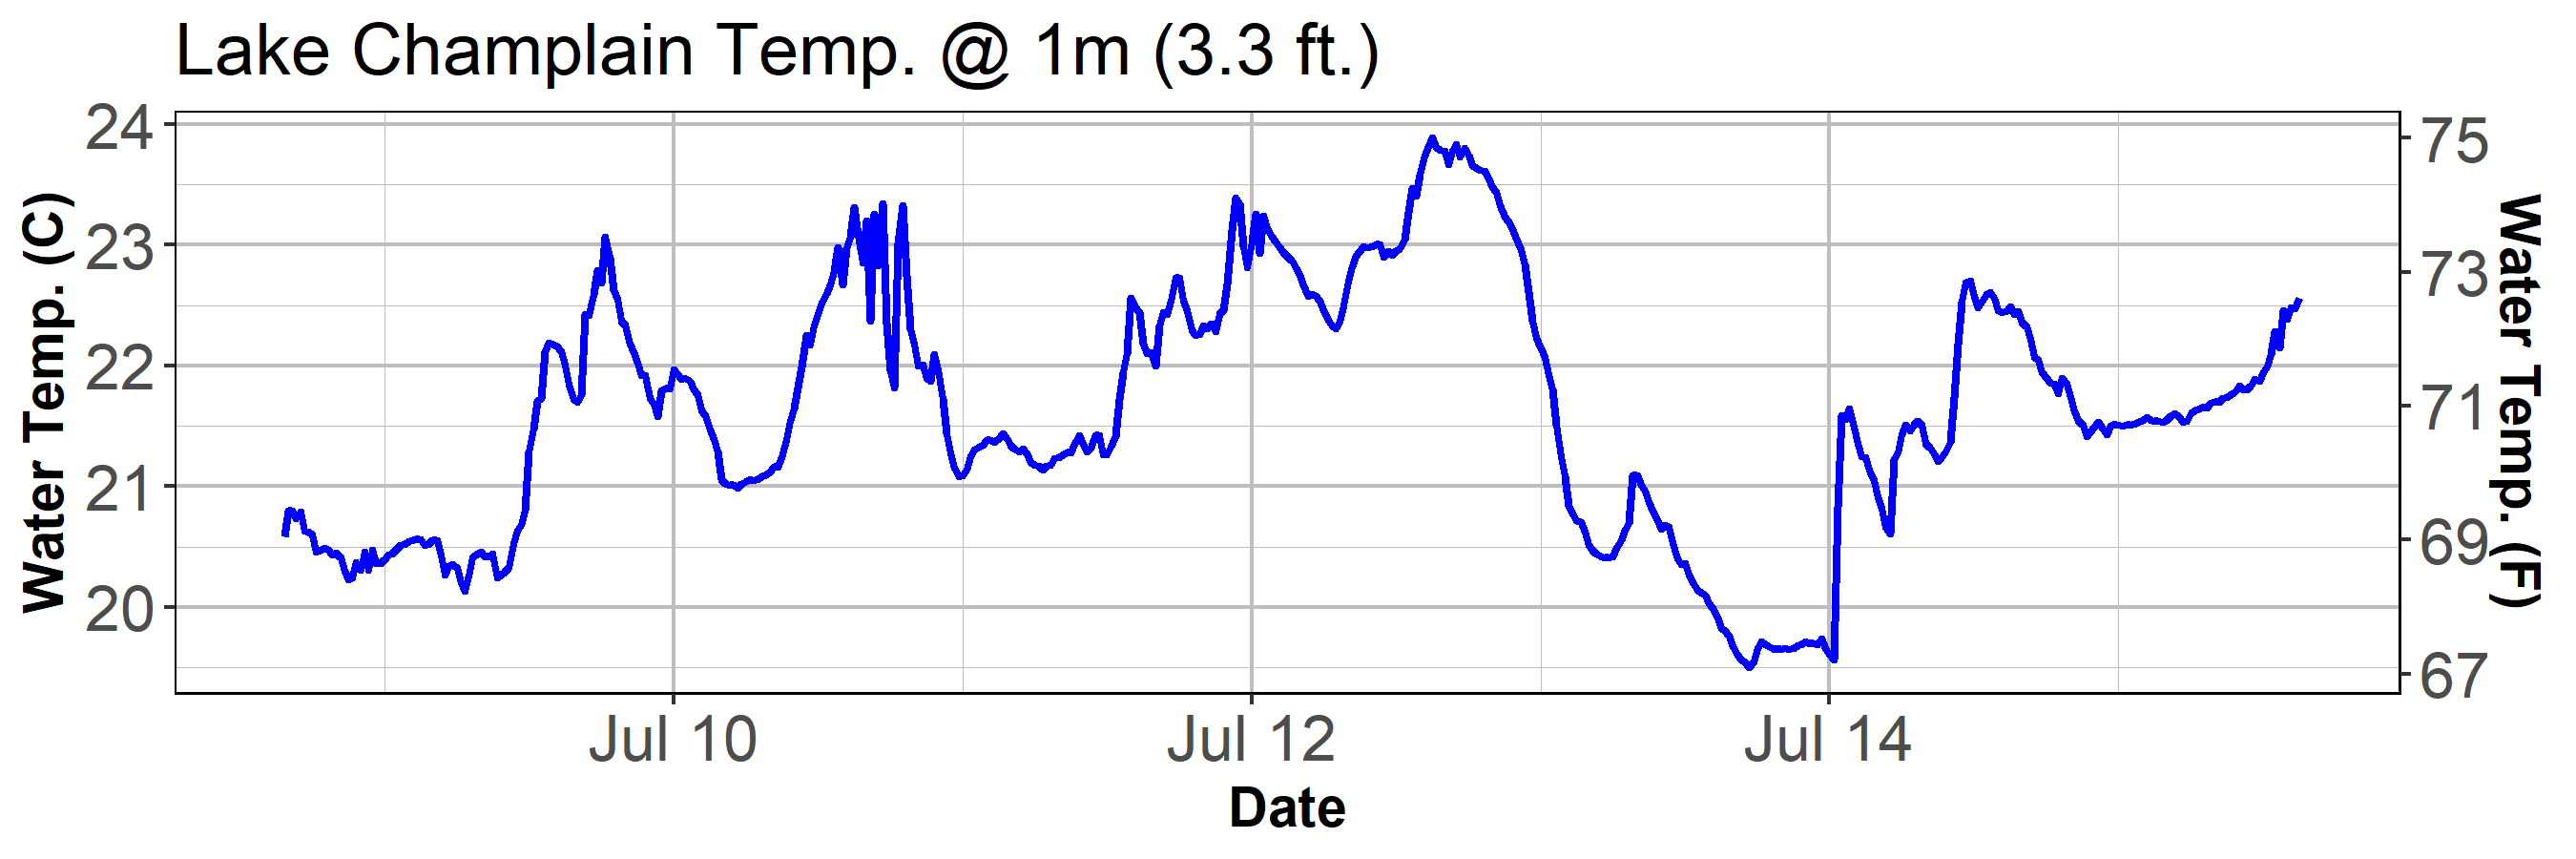 Lake Champlain Temp. @ 1m (3.3 ft.)
Water Temp. (C)
24
23
22
21
20
75
73
71
69
67
Water Temp. (F)
Jul 10
Jul 12
Jul 14
Date